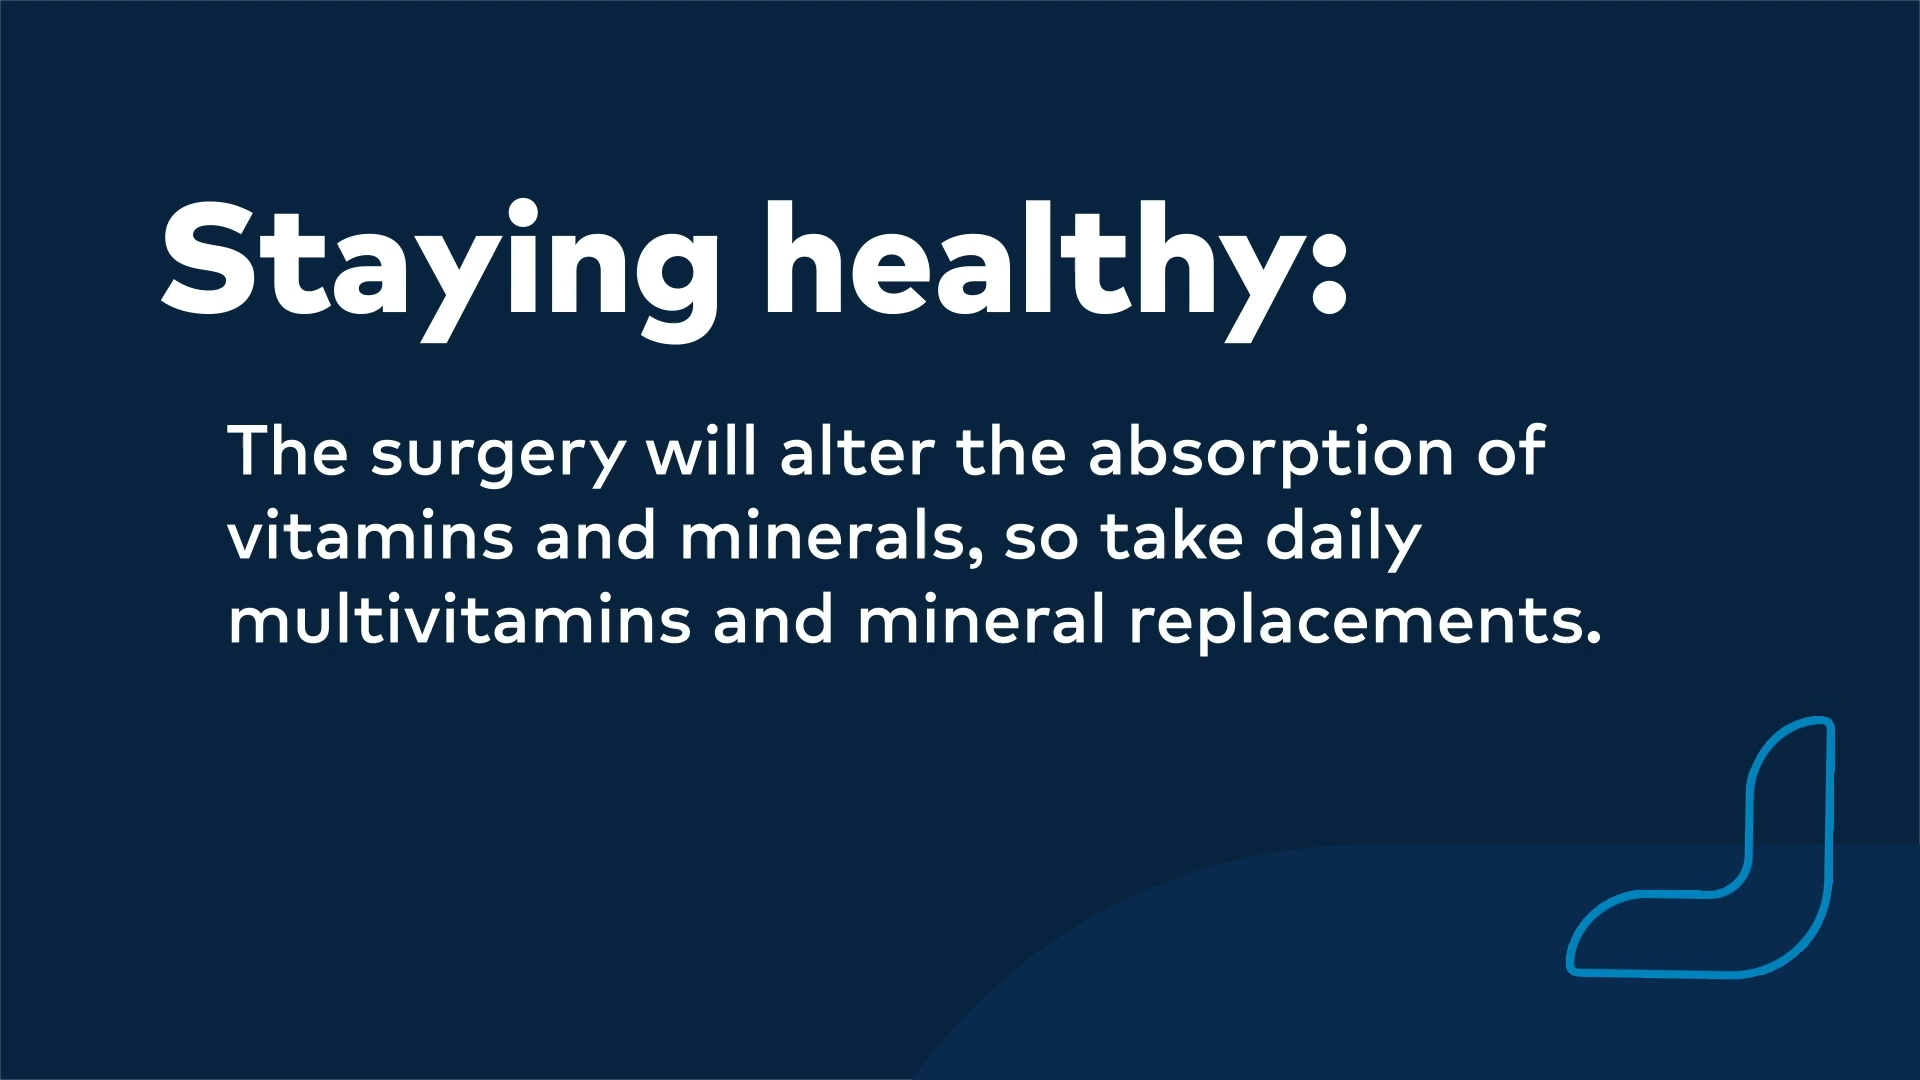 Staying healthy:
The surgery will alter the absorption of
vitamins and minerals, so take daily
multivitamins and mineral replacements.